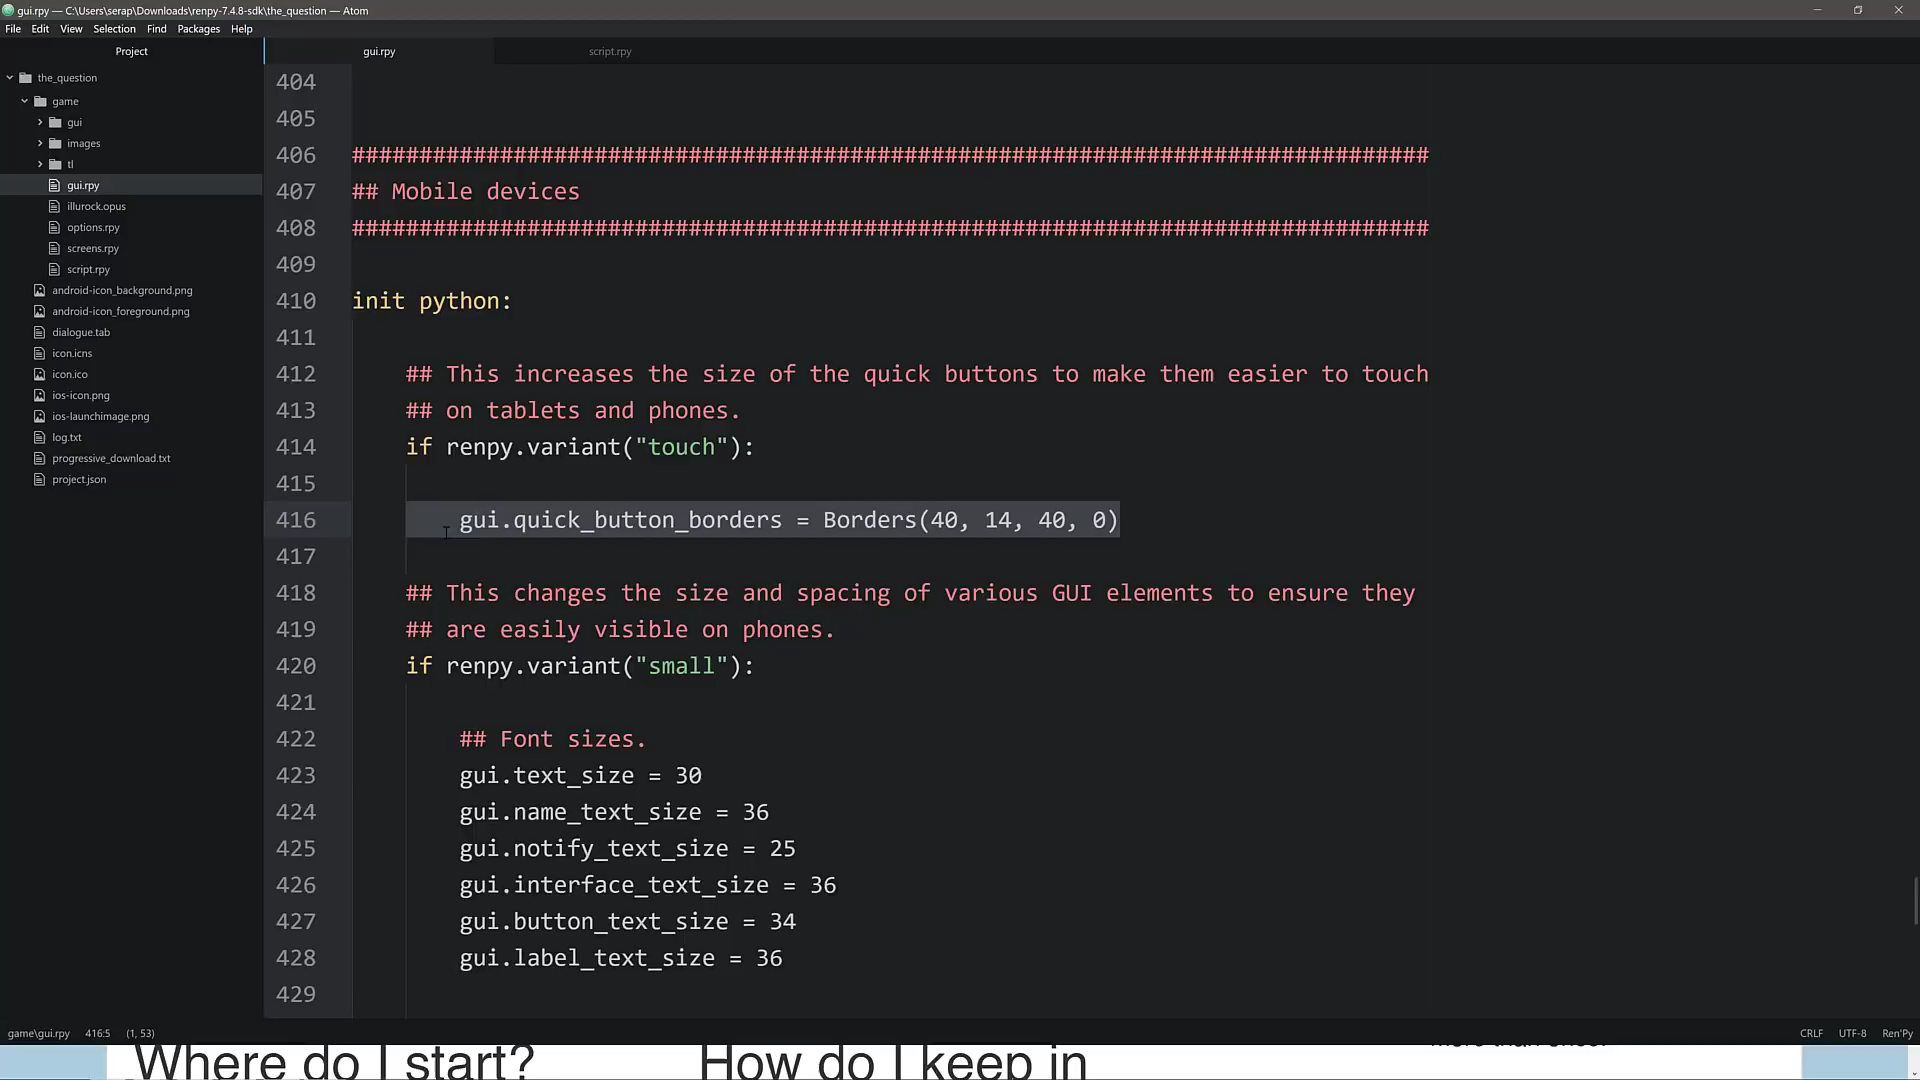 gui.rpy — C:\Users\serap\Downloads\renpy-7.4.8-sdk\the_question — Atom
File Edit View Selection Find Packages Help
Project
gui.rpy
script.rpy
the_question
game
gui
images
tl
gui.rpy
illurock.opus
options.rpy
screens.rpy
script.rpy
android-icon_background.png
android-icon_foreground.png
dialogue.tab
icon.icns
icon.ico
ios-icon.png
ios-launchimage.png
log.txt
progressive_download.txt
project.json
404
405
406 ################################################################################
407 ## Mobile devices
408 ################################################################################
409
410 init python:
411
412 ## This increases the size of the quick buttons to make them easier to touch
413 ## on tablets and phones.
414 if renpy.variant("touch"):
415
416 gui.quick_button_borders = Borders(40, 14, 40, 0)
417
418 ## This changes the size and spacing of various GUI elements to ensure they
419 ## are easily visible on phones.
420 if renpy.variant("small"):
421
422 ## Font sizes.
423 gui.text_size = 30
424 gui.name_text_size = 36
425 gui.notify_text_size = 25
426 gui.interface_text_size = 36
427 gui.button_text_size = 34
428 gui.label_text_size = 36
429
game\gui.rpy 416:5 (1, 53) CRLF UTF-8 Ren'Py
Where do I start? How do I keep in